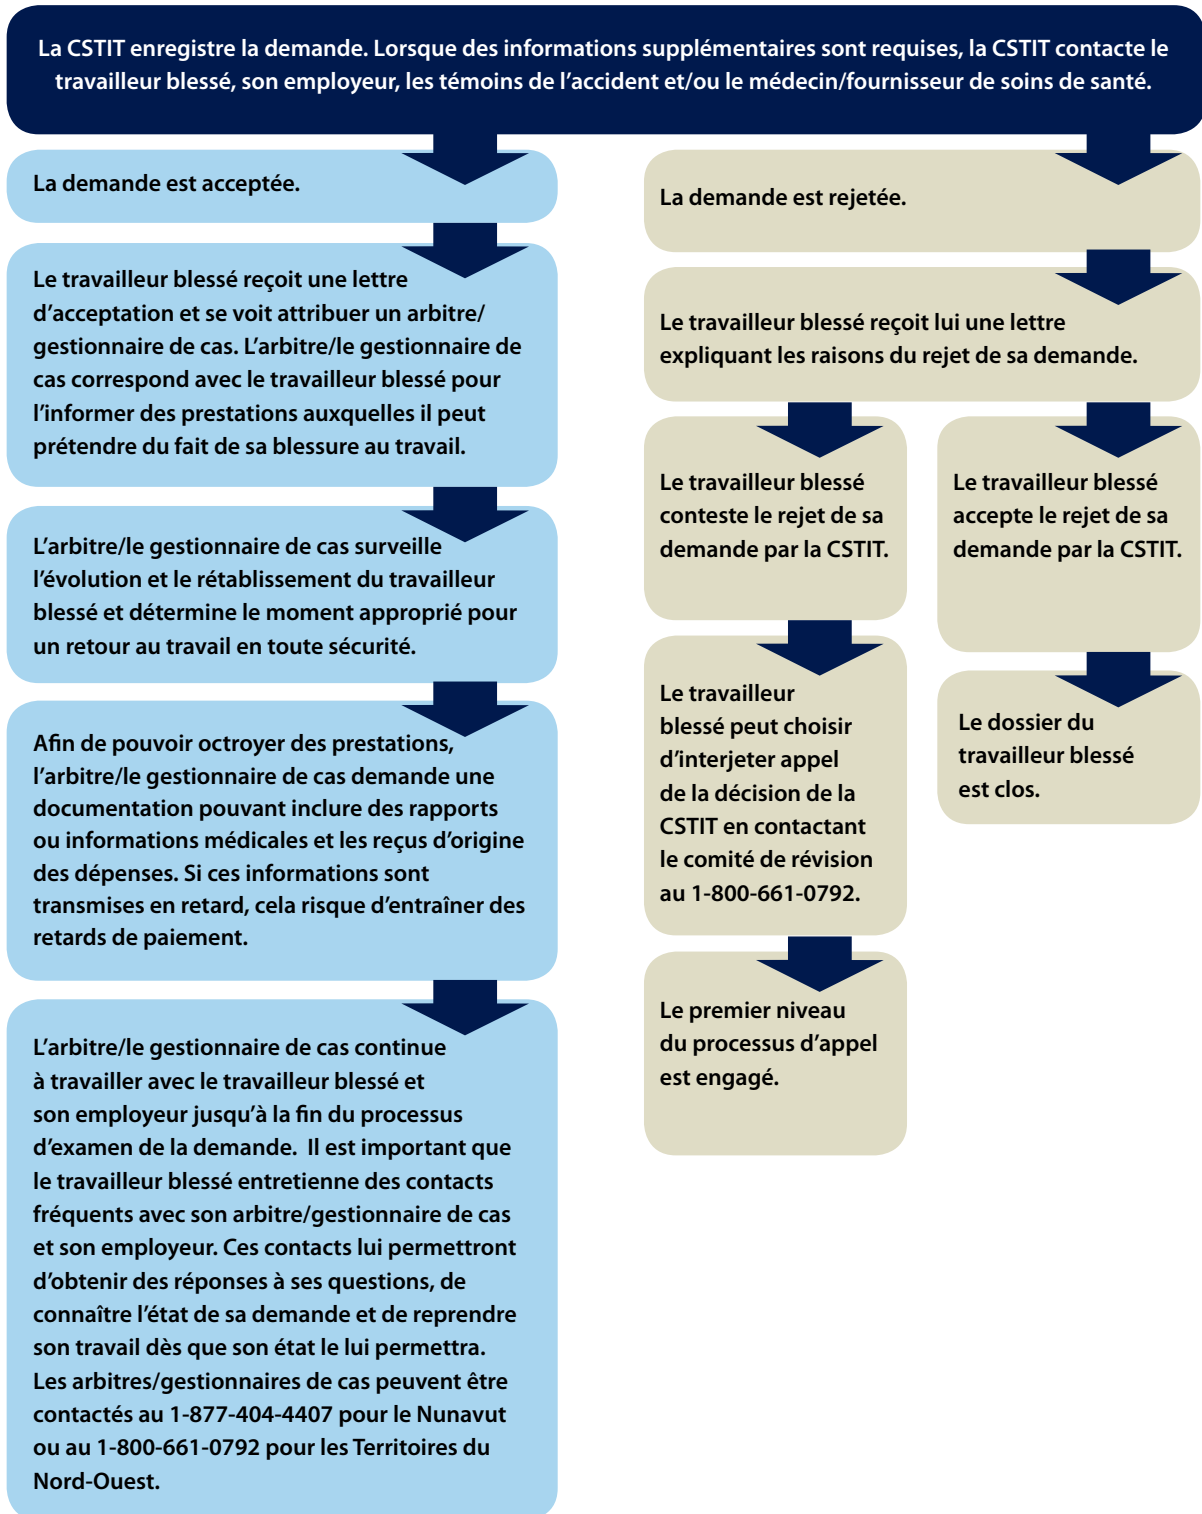 La CSTIT enregistre la demande. Lorsque des informations supplémentaires sont requises, la CSTIT contacte le
travailleur blessé, son employeur, les témoins de l’accident et/ou le médecin/fournisseur de soins de santé.
La demande est acceptée.
Le travailleur blessé reçoit une lettre
d’acceptation et se voit attribuer un arbitre/
gestionnaire de cas. L’arbitre/le gestionnaire de
cas correspond avec le travailleur blessé pour
l’informer des prestations auxquelles il peut
prétendre du fait de sa blessure au travail.
L’arbitre/le gestionnaire de cas surveille
l’évolution et le rétablissement du travailleur
blessé et détermine le moment approprié pour
un retour au travail en toute sécurité.
Afin de pouvoir octroyer des prestations,
l’arbitre/le gestionnaire de cas demande une
documentation pouvant inclure des rapports
ou informations médicales et les reçus d’origine
des dépenses. Si ces informations sont
transmises en retard, cela risque d’entraîner des
retards de paiement.
L’arbitre/le gestionnaire de cas continue
à travailler avec le travailleur blessé et
son employeur jusqu’à la fin du processus
d’examen de la demande. Il est important que
le travailleur blessé entretienne des contacts
fréquents avec son arbitre/gestionnaire de cas
et son employeur. Ces contacts lui permettront
d’obtenir des réponses à ses questions, de
connaître l’état de sa demande et de reprendre
son travail dès que son état le lui permettra.
Les arbitres/gestionnaires de cas peuvent être
contactés au 1-877-404-4407 pour le Nunavut
ou au 1-800-661-0792 pour les Territoires du
Nord-Ouest.
La demande est rejetée.
Le travailleur blessé reçoit lui une lettre
expliquant les raisons du rejet de sa demande.
Le travailleur blessé
conteste le rejet de sa
demande par la CSTIT.
Le travailleur
blessé peut choisir
d’interjeter appel
de la décision de la
CSTIT en contactant
le comité de révision
au 1-800-661-0792.
Le premier niveau
du processus d’appel
est engagé.
Le travailleur blessé
accepte le rejet de sa
demande par la CSTIT.
Le dossier du
travailleur blessé
est clos.